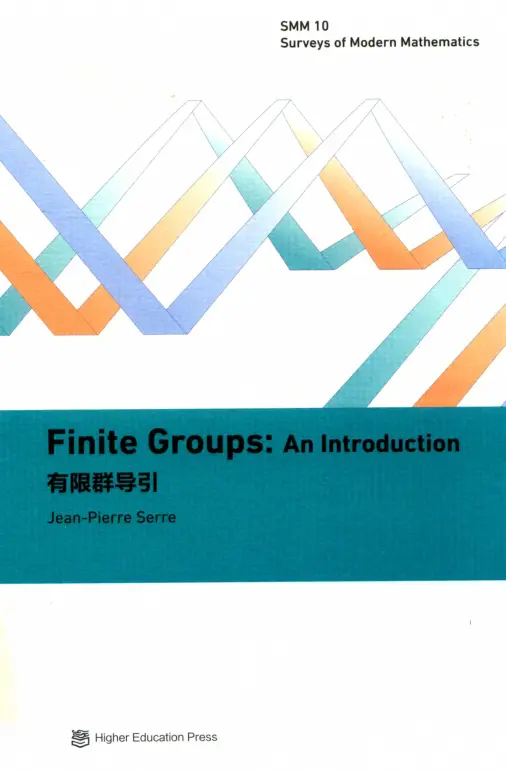 SMM 10
Surveys of Modern Mathematics
Finite Groups: An Introduction
有限群导引
Jean-Pierre Serre
Higher Education Press